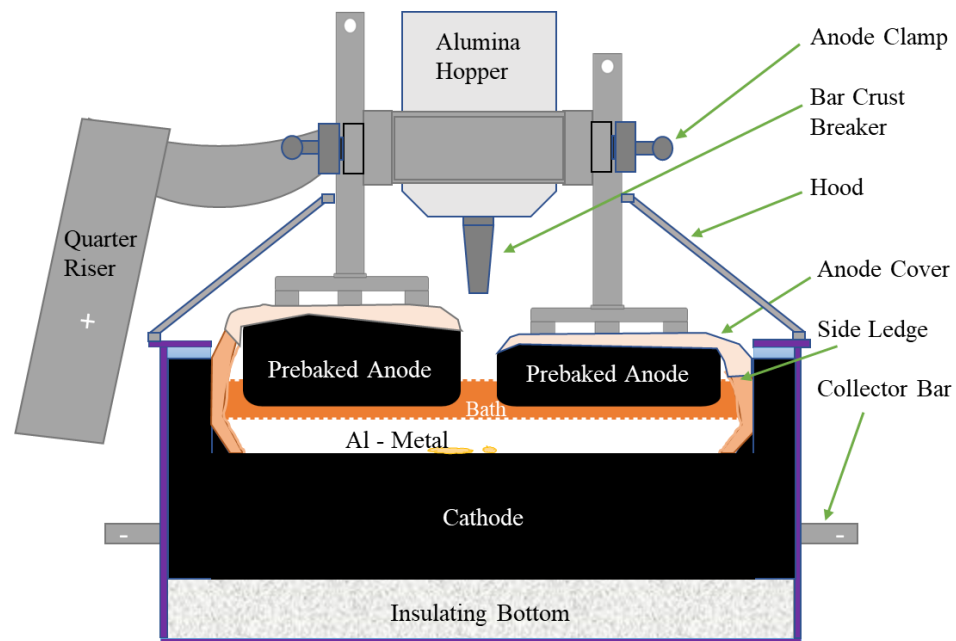 Alumina
Hopper
Anode Clamp
Bar Crust
Breaker
Hood
Quarter
Riser
+
Anode Cover
Side Ledge
Prebaked Anode
Prebaked Anode
Collector Bar
Bath
Al - Metal
Cathode
-
-
Insulating Bottom